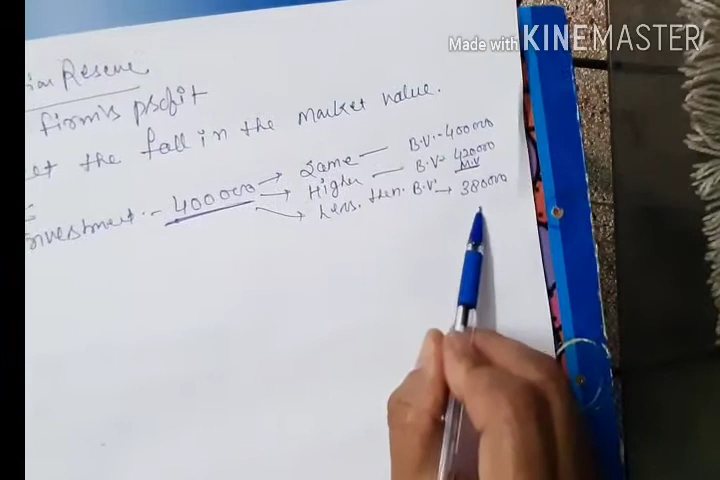 Made with KINEMASTER
Reserve
firm's profit
the fall in the market value.
investment - 400000
Same — B.V. - 400000
Higher — B.V - 420000
M.V
Less. then. B.V → 380000